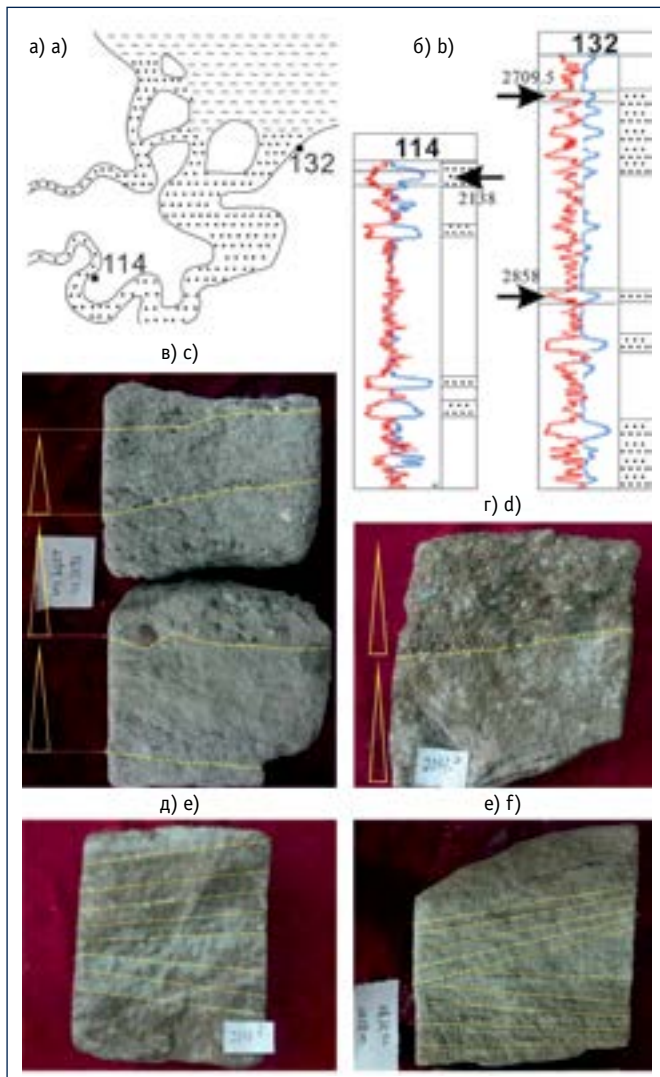 а) a)
132
114
б) b)
132
2709.5
114
2138
2858
в) c)
г) d)
д) e)
е) f)